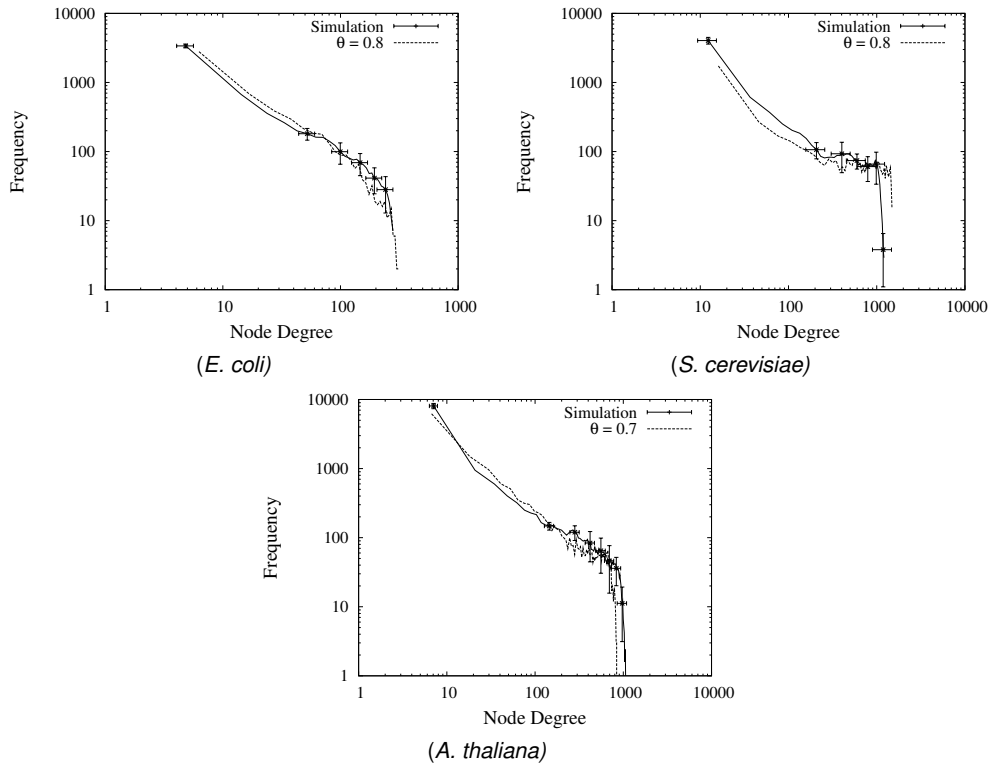 10000
1000
100
10
1
Frequency
Simulation
θ = 0.8
1 10 100 1000
Node Degree
(E. coli)
10000
1000
100
10
1
Frequency
Simulation
θ = 0.8
1 10 100 1000 10000
Node Degree
(S. cerevisiae)
10000
1000
100
10
1
Frequency
Simulation
θ = 0.7
1 10 100 1000 10000
Node Degree
(A. thaliana)